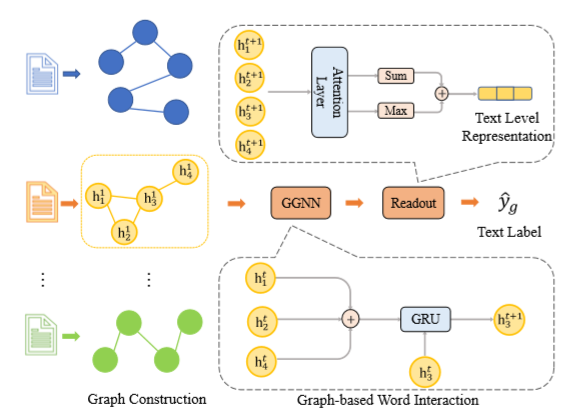 h₁ᵗ⁺¹
h₂ᵗ⁺¹
h₃ᵗ⁺¹
h₄ᵗ⁺¹
Attention
Layer
Sum
Max
+
Text Level
Representation
h₁¹
h₂¹
h₃¹
h₄¹
GGNN
Readout
ŷg
Text Label
⋮
⋮
h₁ᵗ
h₂ᵗ
h₄ᵗ
+
GRU
h₃ᵗ⁺¹
h₃ᵗ
Graph Construction
Graph-based Word Interaction